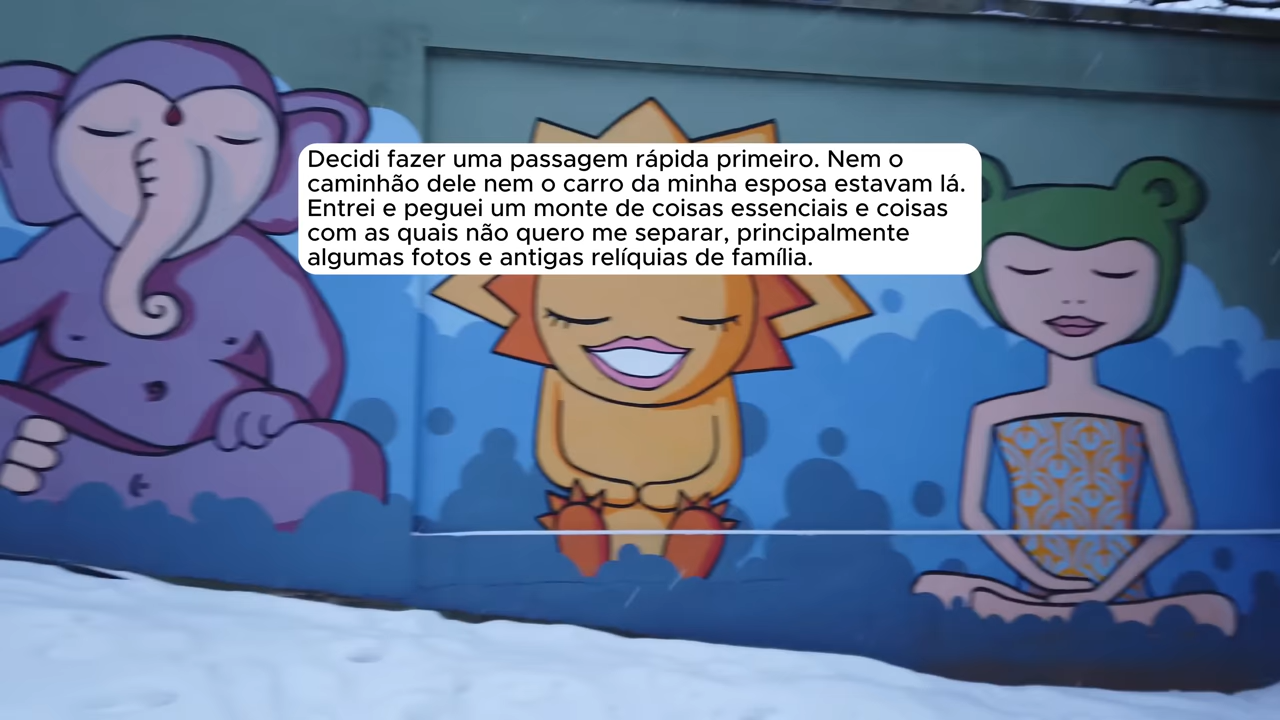 Decidi fazer uma passagem rápida primeiro. Nem o
caminhão dele nem o carro da minha esposa estavam lá.
Entrei e peguei um monte de coisas essenciais e coisas
com as quais não quero me separar, principalmente
algumas fotos e antigas relíquias de família.